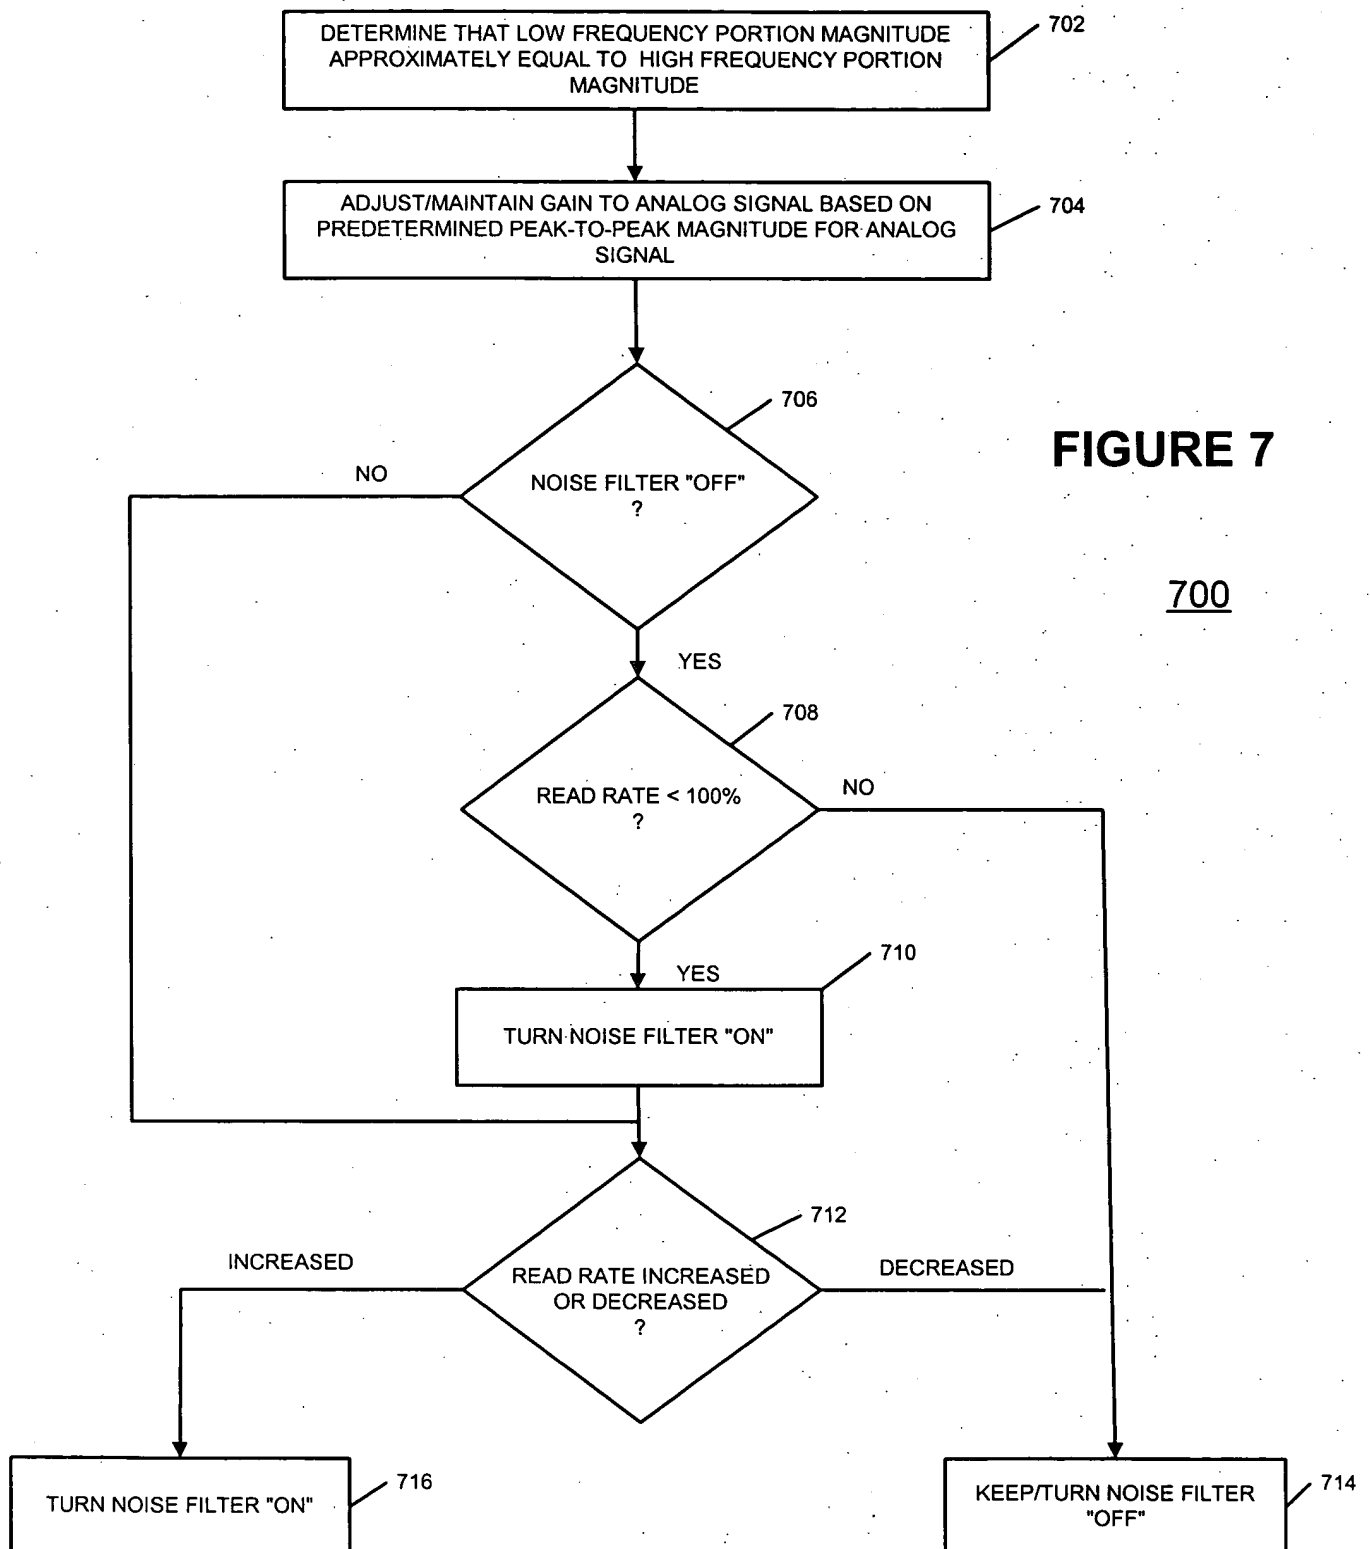 DETERMINE THAT LOW FREQUENCY PORTION MAGNITUDE
APPROXIMATELY EQUAL TO HIGH FREQUENCY PORTION
MAGNITUDE
702
ADJUST/MAINTAIN GAIN TO ANALOG SIGNAL BASED ON
PREDETERMINED PEAK-TO-PEAK MAGNITUDE FOR ANALOG
SIGNAL
704
706
FIGURE 7
NO
NOISE FILTER "OFF"
?
700
YES
708
NO
READ RATE < 100%
?
710
YES
TURN NOISE FILTER "ON"
712
INCREASED
DECREASED
READ RATE INCREASED
OR DECREASED
?
716
TURN NOISE FILTER "ON"
714
KEEP/TURN NOISE FILTER
"OFF"